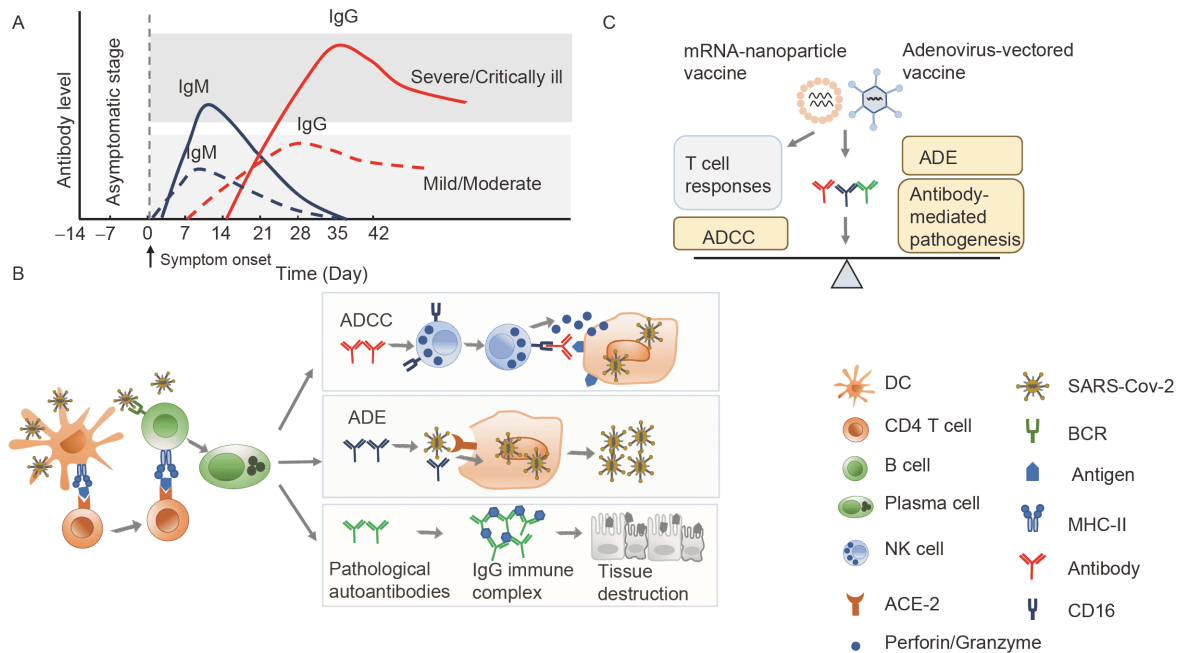 A
Antibody level
Asymptomatic stage
IgG
IgM
Severe/Critically ill
IgG
IgM
Mild/Moderate
–14 –7 0 7 14 21 28 35 42
Symptom onset
Time (Day)
B
ADCC
ADE
Pathological
autoantibodies
IgG immune
complex
Tissue
destruction
C
mRNA-nanoparticle
vaccine
Adenovirus-vectored
vaccine
T cell
responses
ADCC
ADE
Antibody-
mediated
pathogenesis
DC
CD4 T cell
B cell
Plasma cell
NK cell
ACE-2
Perforin/Granzyme
SARS-Cov-2
BCR
Antigen
MHC-II
Antibody
CD16